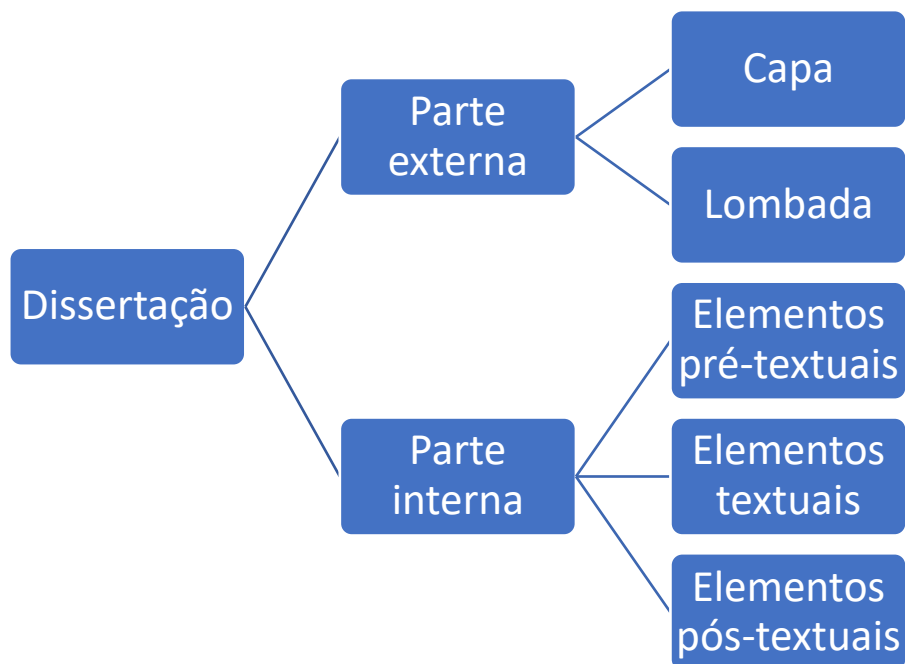 Dissertação
Parte
externa
Capa
Lombada
Parte
interna
Elementos
pré-textuais
Elementos
textuais
Elementos
pós-textuais